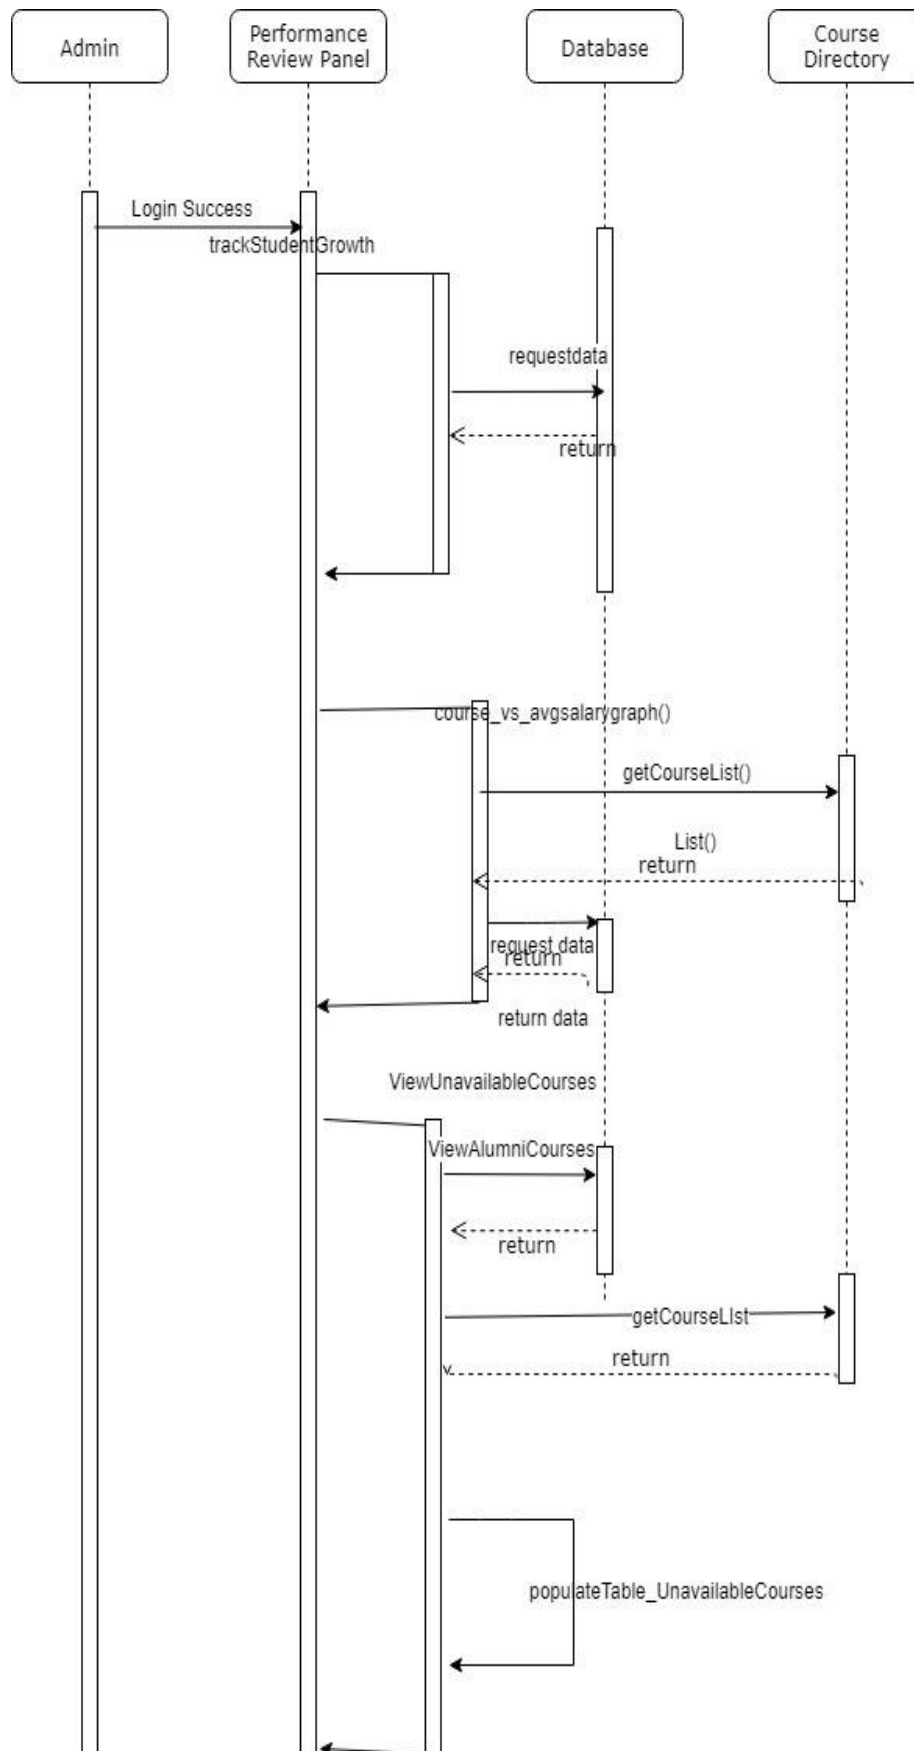 Admin
Performance
Review Panel
Database
Course
Directory
Login Success
trackStudentGrowth
requestdata
return
course_vs_avgsalarygraph()
getCourseList()
List()
return
request data
return
return data
ViewUnavailableCourses
ViewAlumniCourses
return
getCourseLIst
return
populateTable_UnavailableCourses